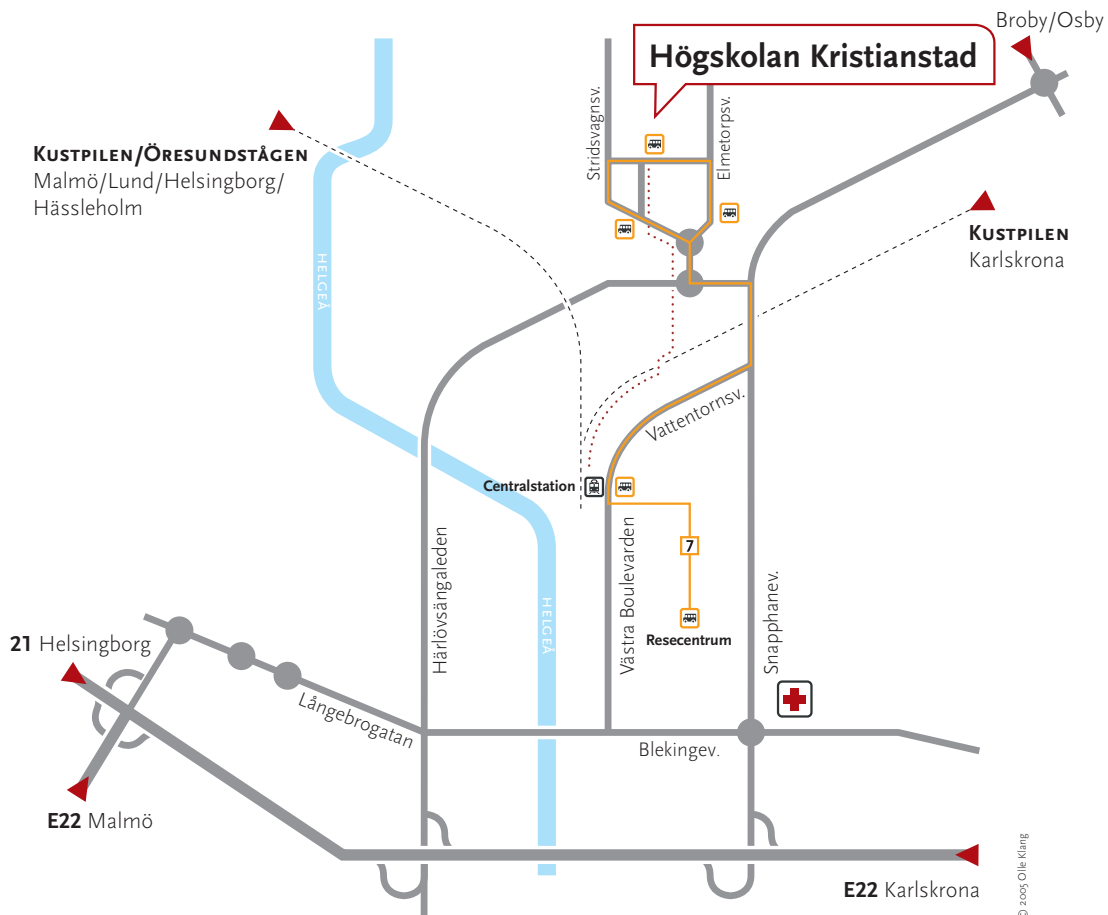 Broby/Osby
Högskolan Kristianstad
Stridsvagnsv.
Elmetorpsv.
KUSTPILEN/ÖRESUNDSTÅGEN
Malmö/Lund/Helsingborg/
Hässleholm
KUSTPILEN
Karlskrona
HELGEÅ
Vattentornsv.
Centralstation
Härlövsängaleden
Västra Boulevarden
7
Snapphanev.
HELGEÅ
Resecentrum
21 Helsingborg
Långebrogatan
Blekingev.
E22 Malmö
E22 Karlskrona
© 2005 Olle Klang